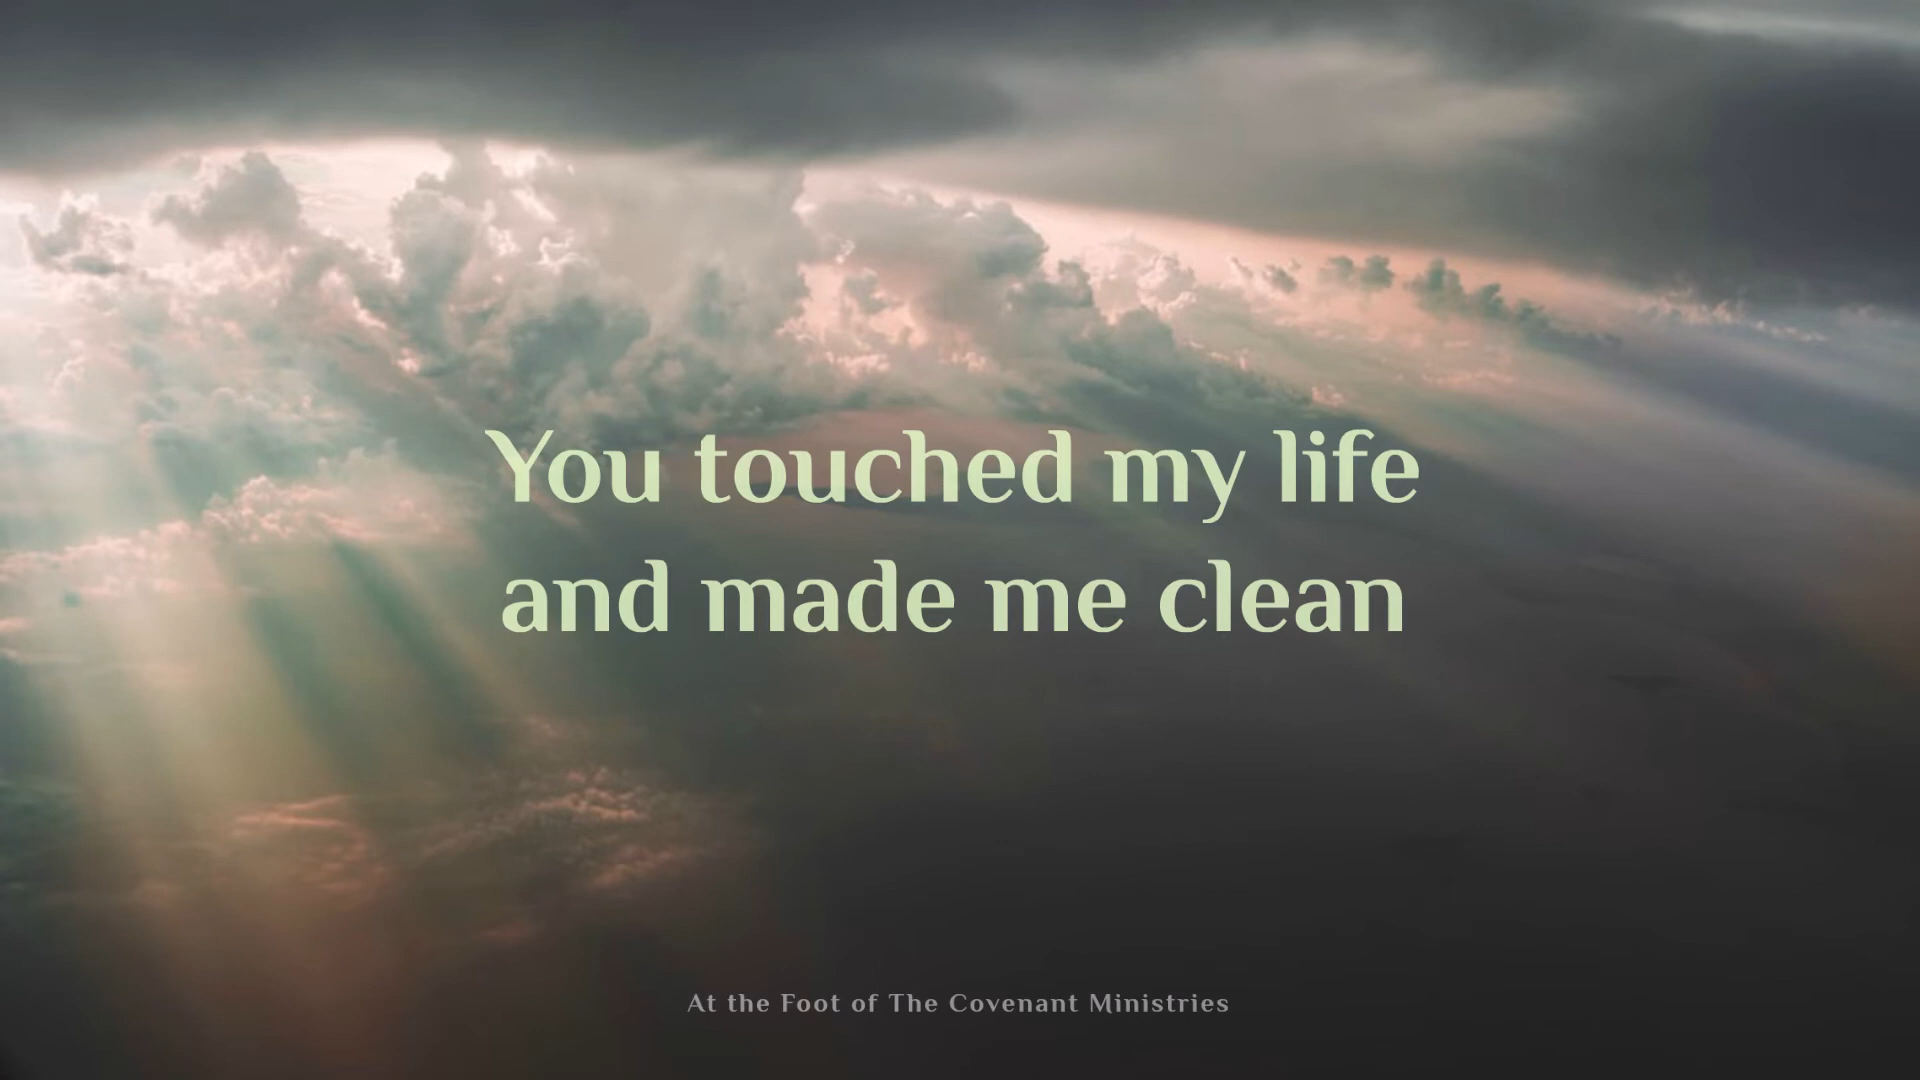 You touched my life
and made me clean
At the Foot of The Covenant Ministries